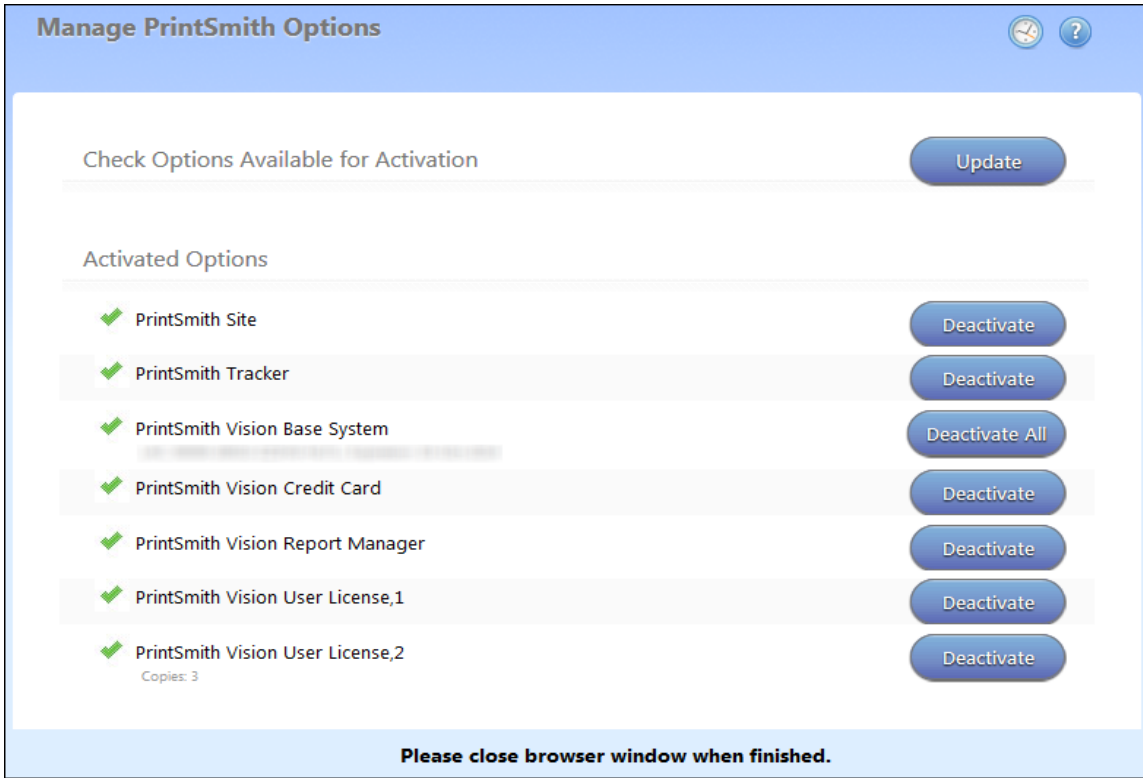 Manage PrintSmith Options
?
Check Options Available for Activation
Update
Activated Options
PrintSmith Site
Deactivate
PrintSmith Tracker
Deactivate
PrintSmith Vision Base System
Deactivate All
PrintSmith Vision Credit Card
Deactivate
PrintSmith Vision Report Manager
Deactivate
PrintSmith Vision User License,1
Deactivate
PrintSmith Vision User License,2
Deactivate
Copies: 3
Please close browser window when finished.